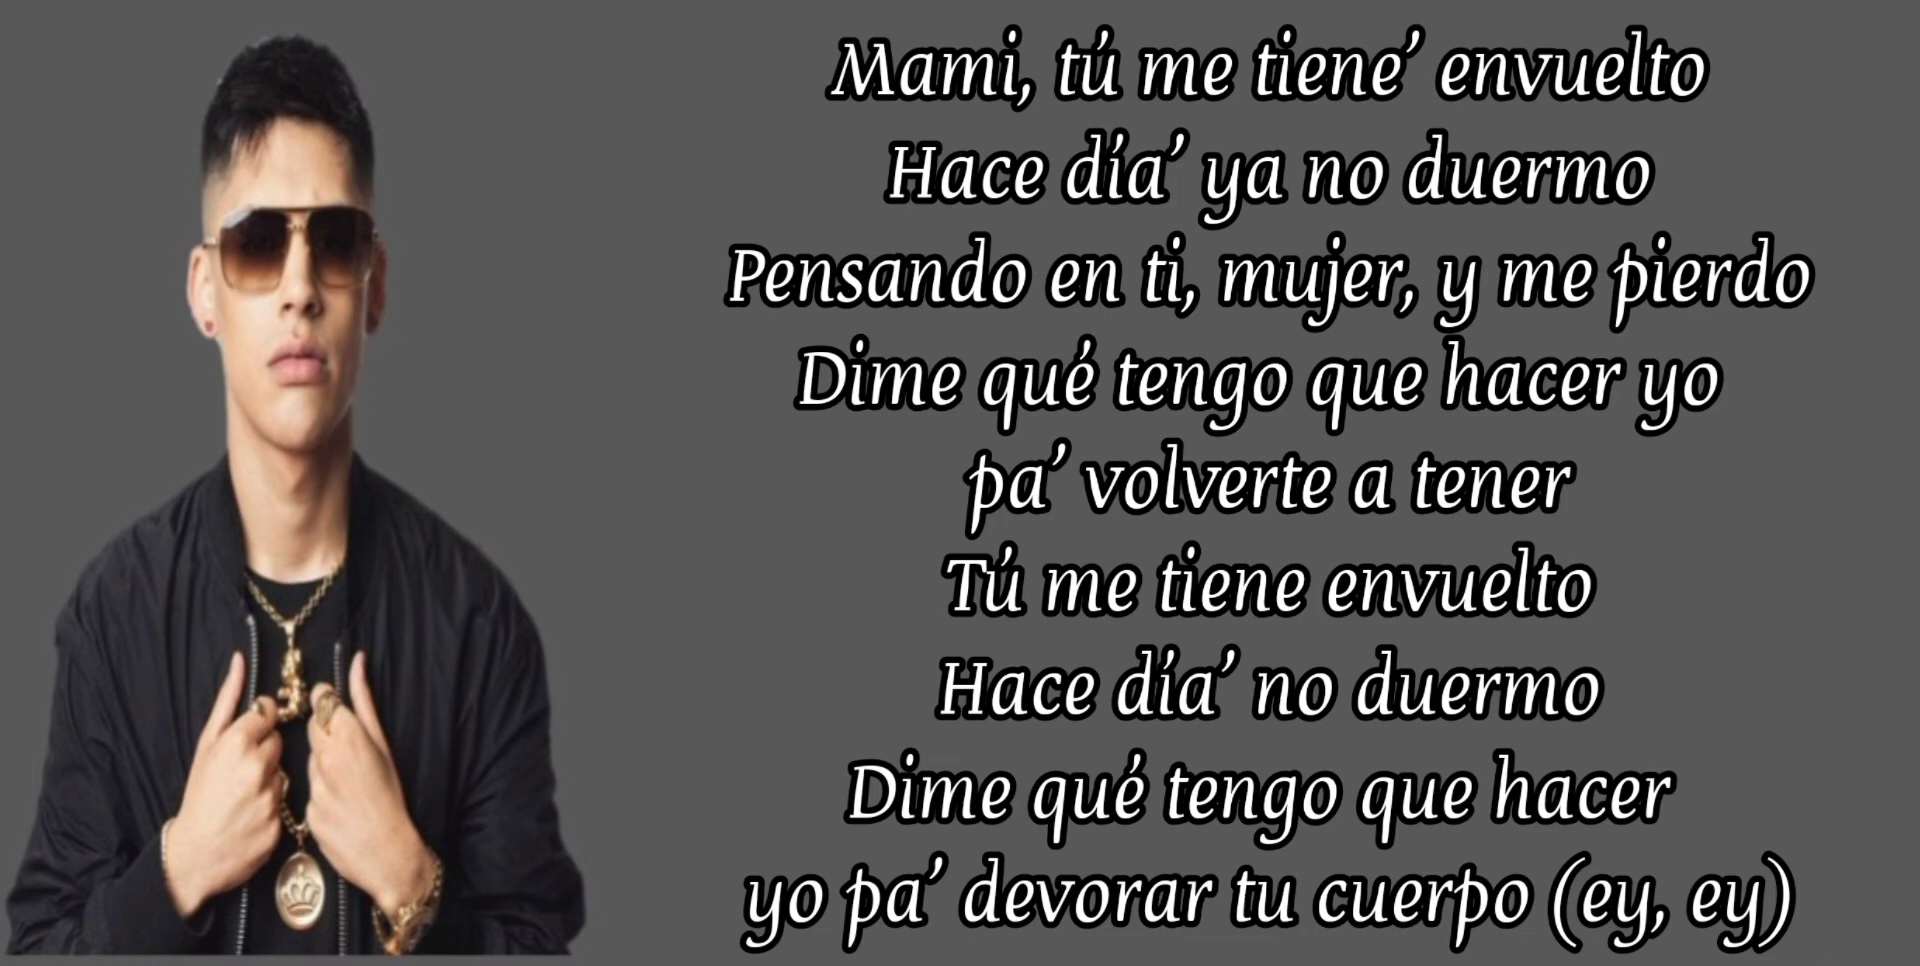 Mami, tú me tiene’ envuelto
Hace día’ ya no duermo
Pensando en ti, mujer, y me pierdo
Dime qué tengo que hacer yo
pa’ volverte a tener
Tú me tiene envuelto
Hace día’ no duermo
Dime qué tengo que hacer
yo pa’ devorar tu cuerpo (ey, ey)